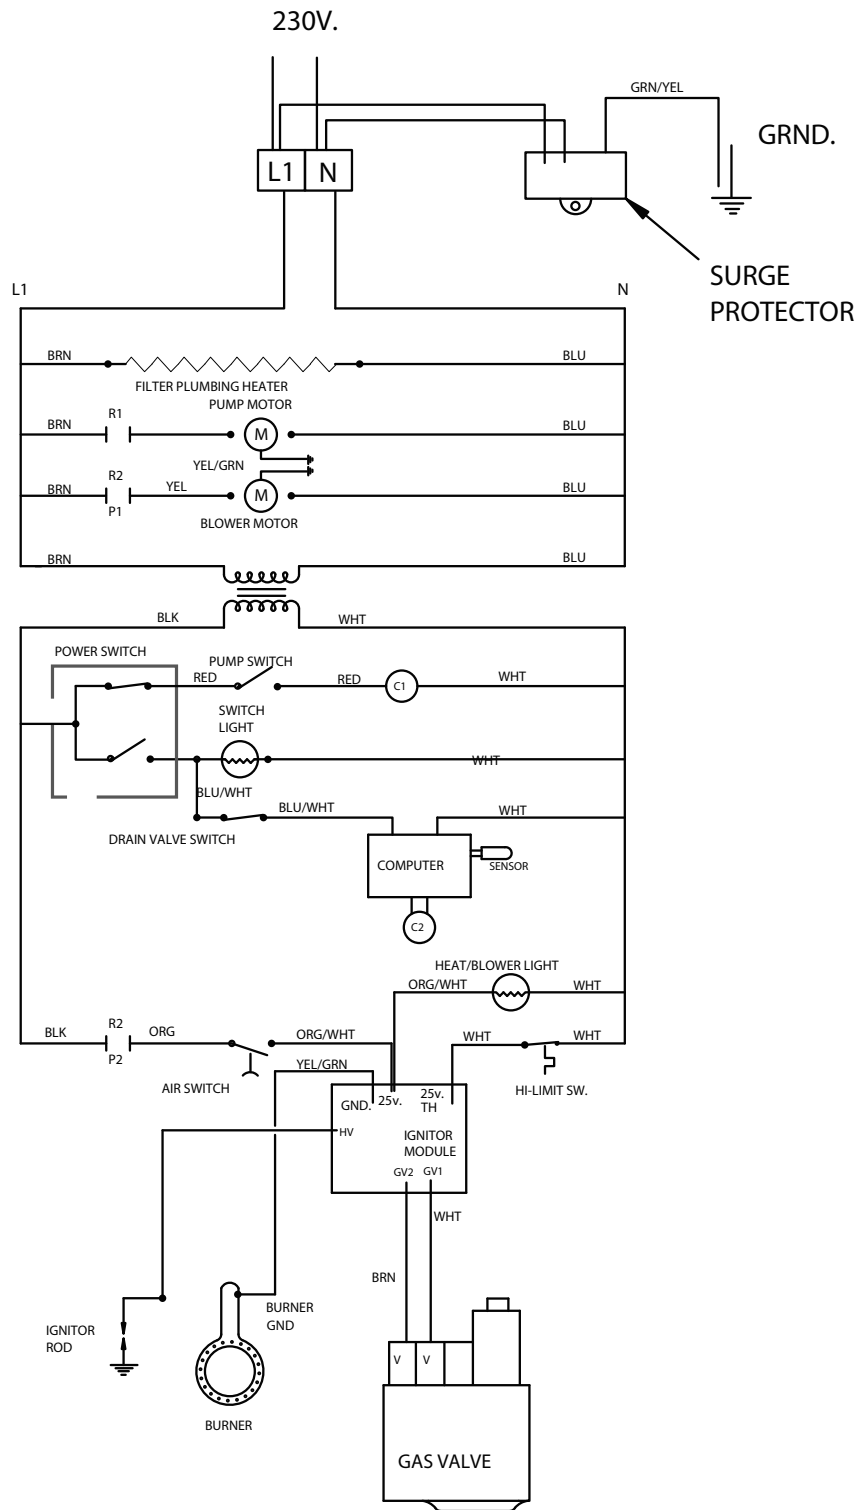 230V.
GRN/YEL
GRND.
L1 N
SURGE
PROTECTOR
L1
N
BRN
BLU
FILTER PLUMBING HEATER
PUMP MOTOR
BRN
R1
M
BLU
YEL/GRN
BRN
R2
P1
YEL
M
BLU
BLOWER MOTOR
BRN
BLU
BLK
WHT
POWER SWITCH
PUMP SWITCH
RED
RED
C1
WHT
SWITCH
LIGHT
WHT
BLU/WHT
BLU/WHT
WHT
DRAIN VALVE SWITCH
COMPUTER
SENSOR
C2
HEAT/BLOWER LIGHT
ORG/WHT
WHT
BLK
R2
P2
ORG
ORG/WHT
WHT
WHT
AIR SWITCH
YEL/GRN
HI-LIMIT SW.
GND.
25v.
25v.
TH
HV
IGNITOR
MODULE
GV2
GV1
WHT
BRN
IGNITOR
ROD
BURNER
GND
BURNER
V
V
GAS VALVE